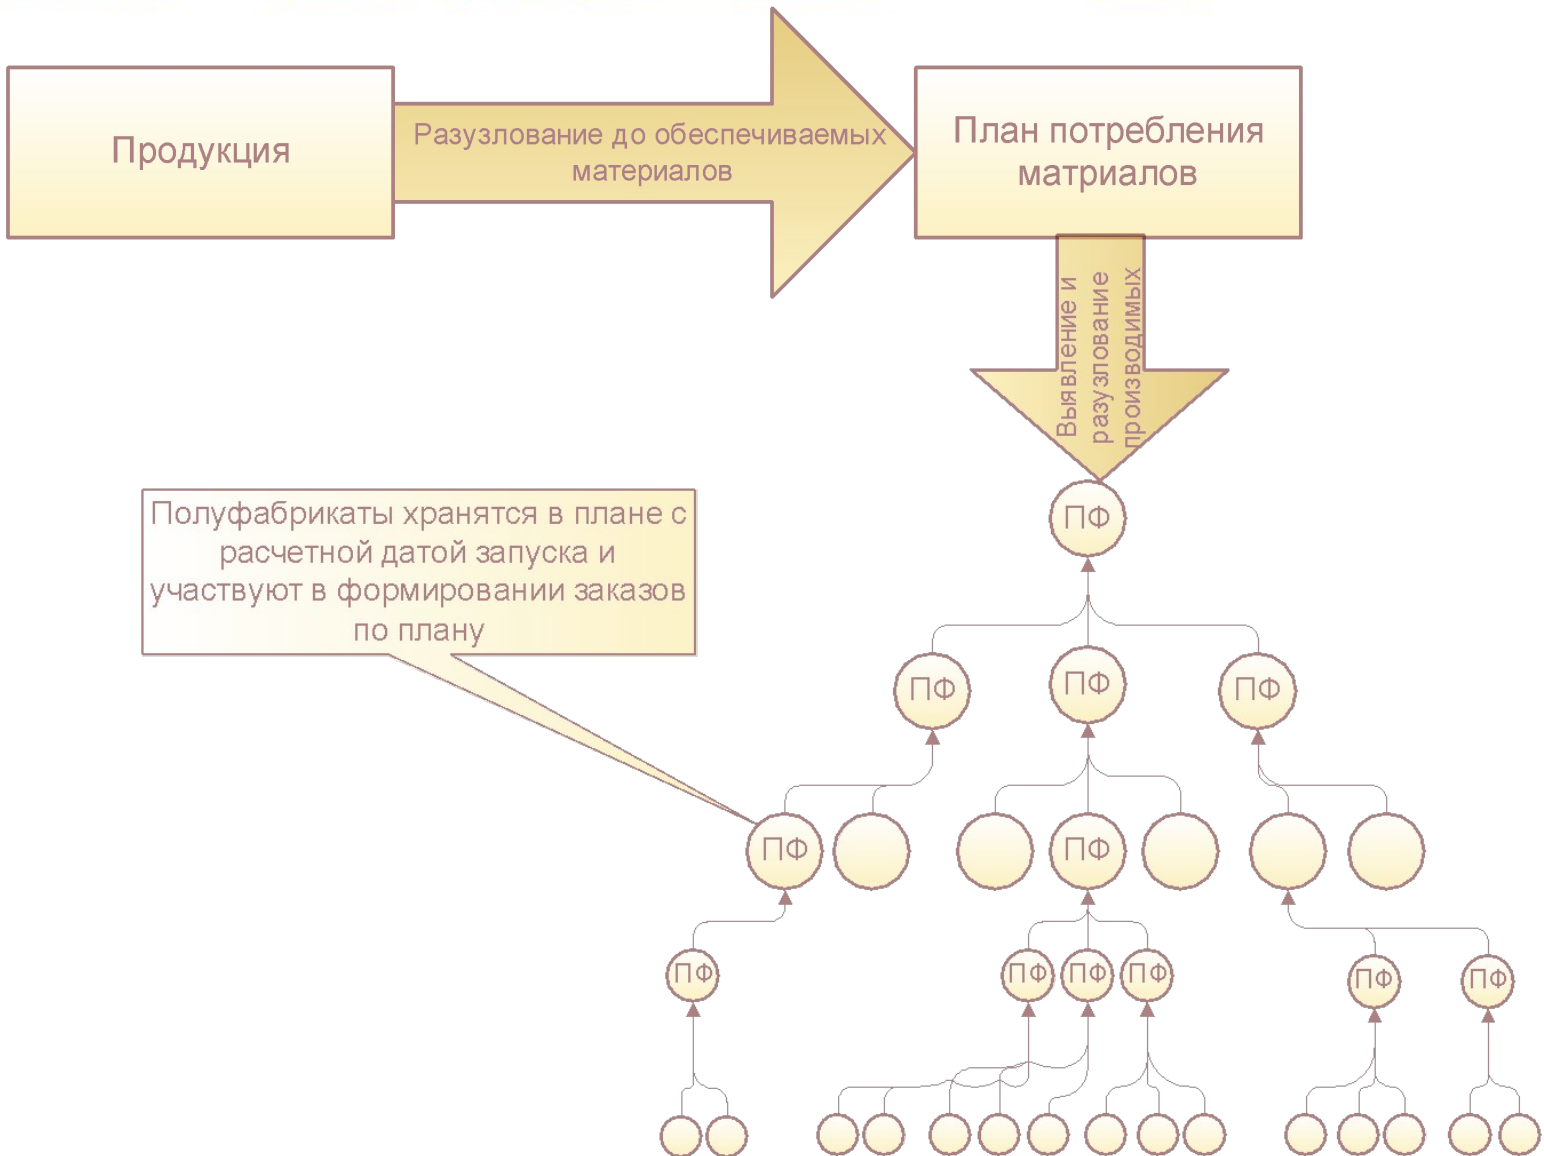 Продукция
Разузлование до обеспечиваемых
материалов
План потребления
матриалов
Выявление и
разузлование
производимых
Полуфабрикаты хранятся в плане с
расчетной датой запуска и
участвуют в формировании заказов
по плану
ПФ
ПФ
ПФ
ПФ
ПФ
ПФ
ПФ
ПФ
ПФ
ПФ
ПФ
ПФ